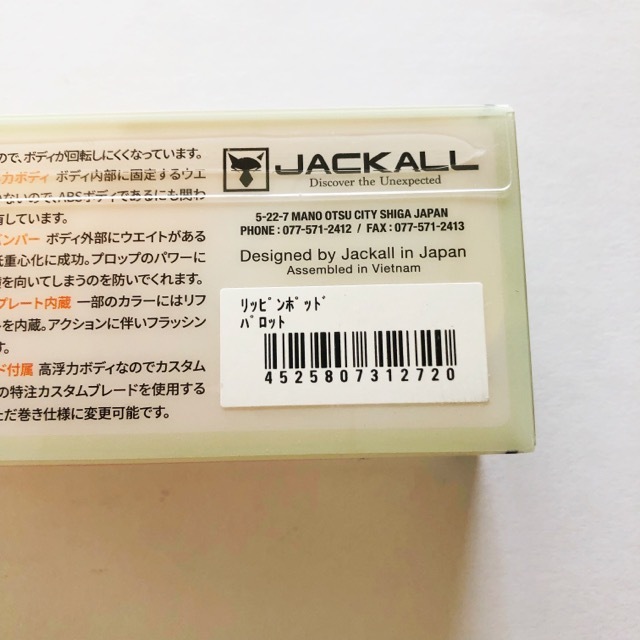 ので、ボディが回転しにくくなっています。
力ボディ ボディ内部に固定するウエ
ないので、ABSボディであるにも関わ
有しています。
バンパー ボディ外部にウエイトがある
低重心化に成功。プロップのパワーに
を向いてしまうのを防いでくれます。
プレート内蔵 一部のカラーにはリフ
を内蔵。アクションに伴いフラッシン
す。
ド付属 高浮力ボディなのでカスタム
の特注カスタムブレードを使用する
ただ巻き仕様に変更可能です。
JACKALL
Discover the Unexpected
5-22-7 MANO OTSU CITY SHIGA JAPAN
PHONE : 077-571-2412 / FAX : 077-571-2413
Designed by Jackall in Japan
Assembled in Vietnam
ﾘｯﾋﾟﾝﾎﾟｯﾄﾞ
ﾊﾟﾛｯﾄ
4525807312720